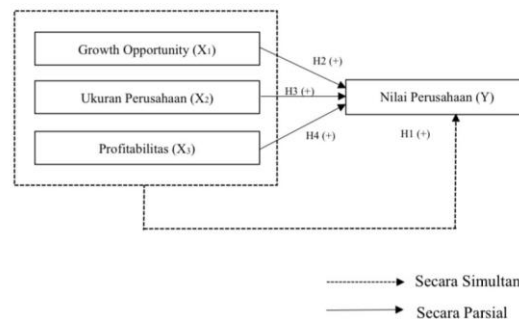 Growth Opportunity (X1)
H2 (+)
Ukuran Perusahaan (X2)
H3 (+)
Nilai Perusahaan (Y)
Profitabilitas (X3)
H4 (+)
H1 (+)
Secara Simultan
Secara Parsial